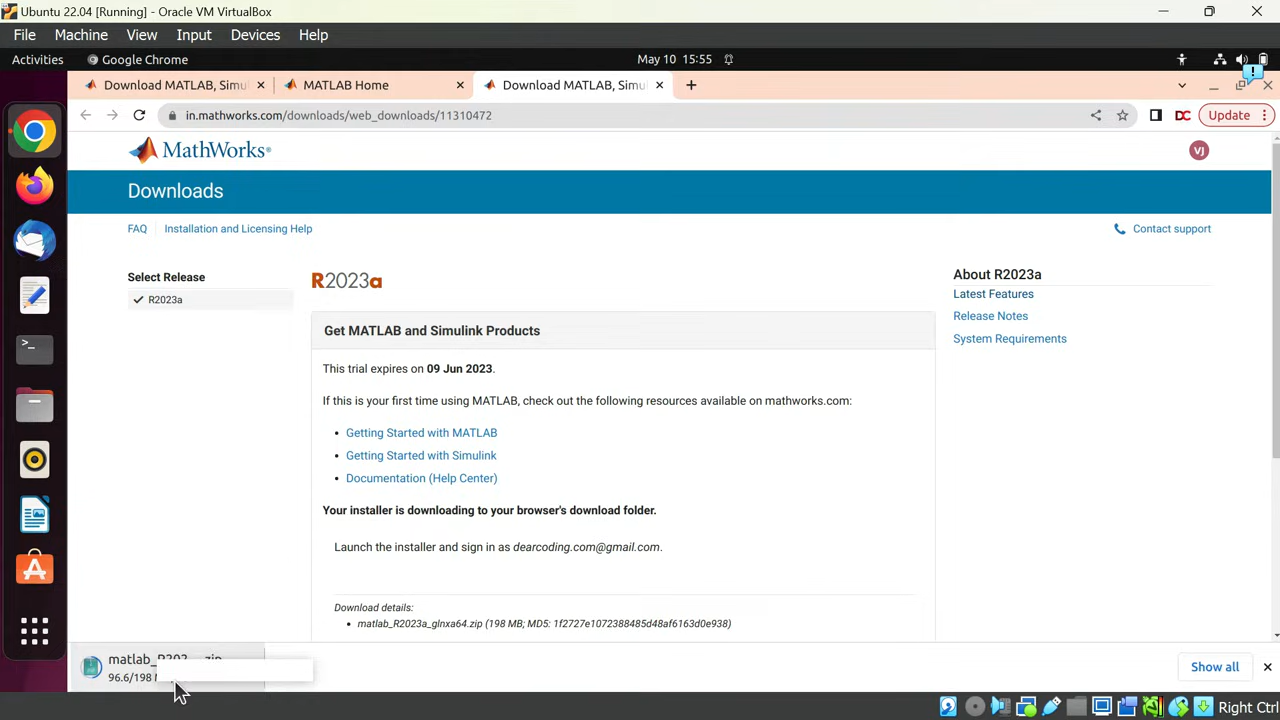 Ubuntu 22.04 [Running] - Oracle VM VirtualBox
File Machine View Input Devices Help
Activities Google Chrome May 10 15:55
Download MATLAB, Simu MATLAB Home Download MATLAB, Simu
in.mathworks.com/downloads/web_downloads/11310472 DC Update
MathWorks® VJ
Downloads
FAQ Installation and Licensing Help Contact support
Select Release
R2023a
R2023a
Get MATLAB and Simulink Products
This trial expires on 09 Jun 2023.
If this is your first time using MATLAB, check out the following resources available on mathworks.com:
• Getting Started with MATLAB
• Getting Started with Simulink
• Documentation (Help Center)
Your installer is downloading to your browser's download folder.
Launch the installer and sign in as dearcoding.com@gmail.com.
Download details:
• matlab_R2023a_glnxa64.zip (198 MB; MD5: 1f2727e1072388485d48af6163d0e938)
About R2023a
Latest Features
Release Notes
System Requirements
matlab_R202....zip
96.6/198 M
Show all
Right Ctrl